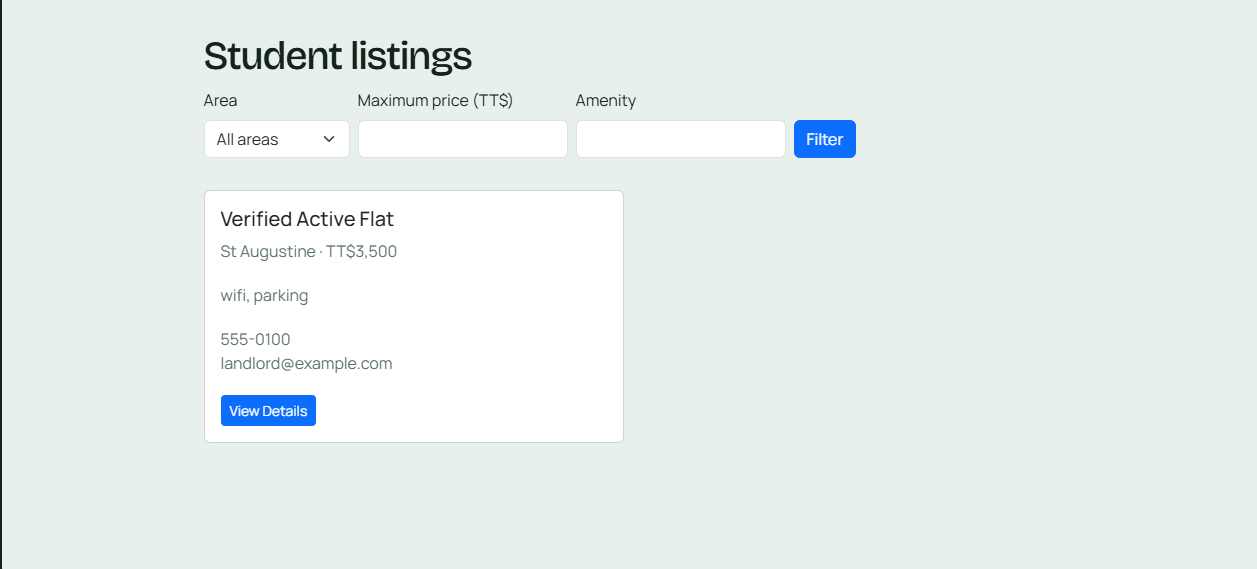 Student listings
Area
Maximum price (TT$)
Amenity
All areas
Filter
Verified Active Flat
St Augustine · TT$3,500
wifi, parking
555-0100
landlord@example.com
View Details